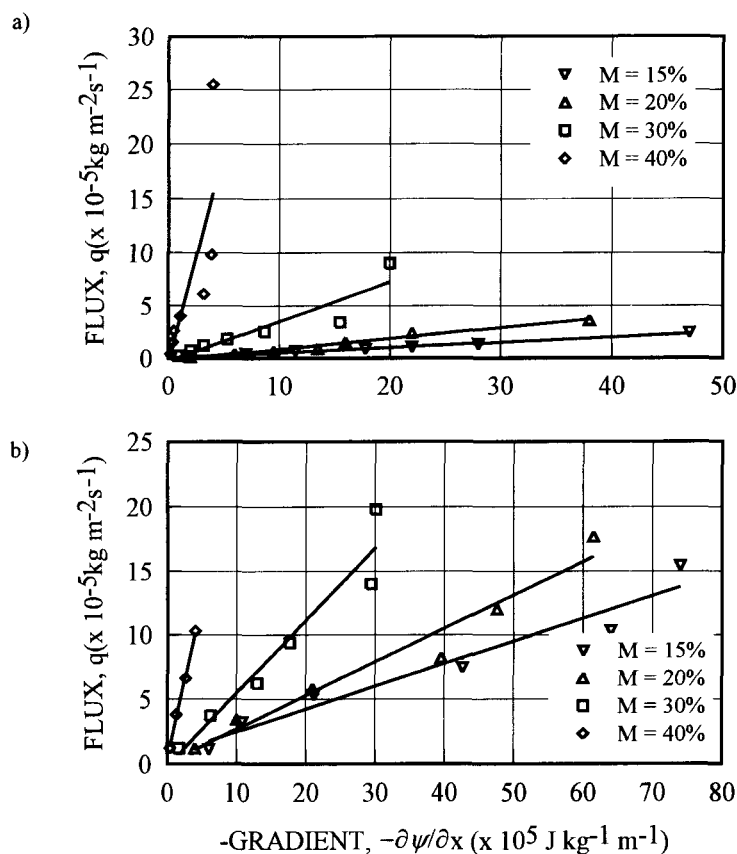 a)
FLUX, q(x 10⁻⁵kg m⁻²s⁻¹)
30
25
20
15
10
5
0
M = 15%
M = 20%
M = 30%
M = 40%
0 10 20 30 40 50
b)
FLUX, q(x 10⁻⁵kg m⁻²s⁻¹)
25
20
15
10
5
0
M = 15%
M = 20%
M = 30%
M = 40%
0 10 20 30 40 50 60 70 80
-GRADIENT, −∂ψ/∂x (x 10⁵ J kg⁻¹ m⁻¹)